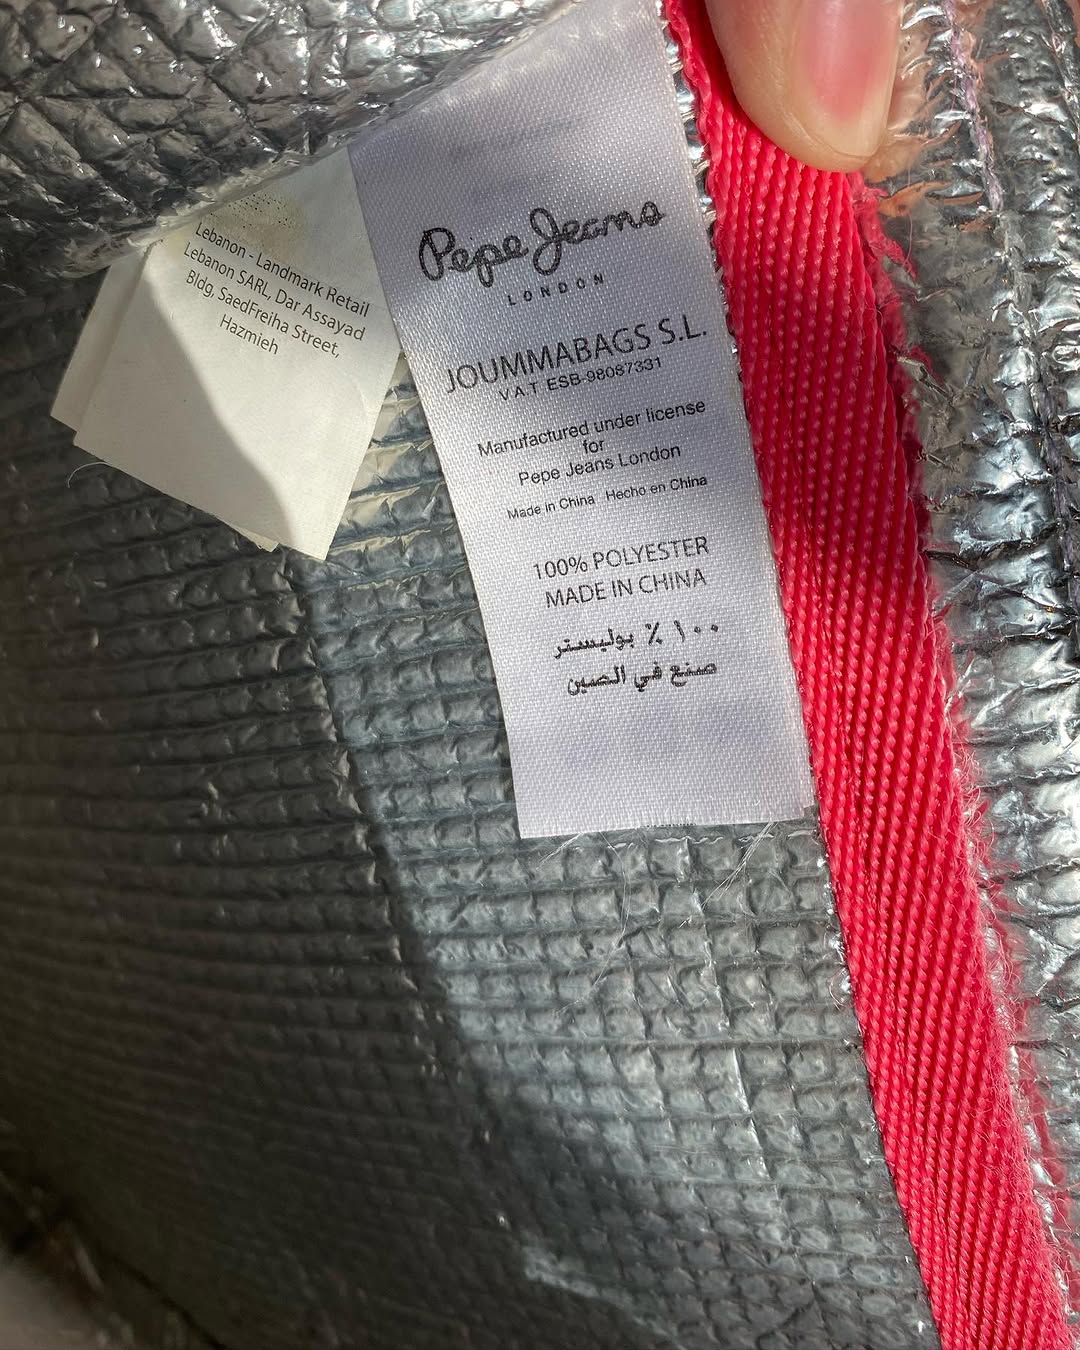 Lebanon - Landmark Retail
Lebanon SARL, Dar Assayad
Bldg, SaedFreiha Street,
Hazmieh
Pepe Jeans
LONDON
JOUMMABAGS S.L.
V.A.T ESB-98087331
Manufactured under license
for
Pepe Jeans London
Made in China Hecho en China
100% POLYESTER
MADE IN CHINA
١٠٠ ٪ بوليستر
صنع في الصين